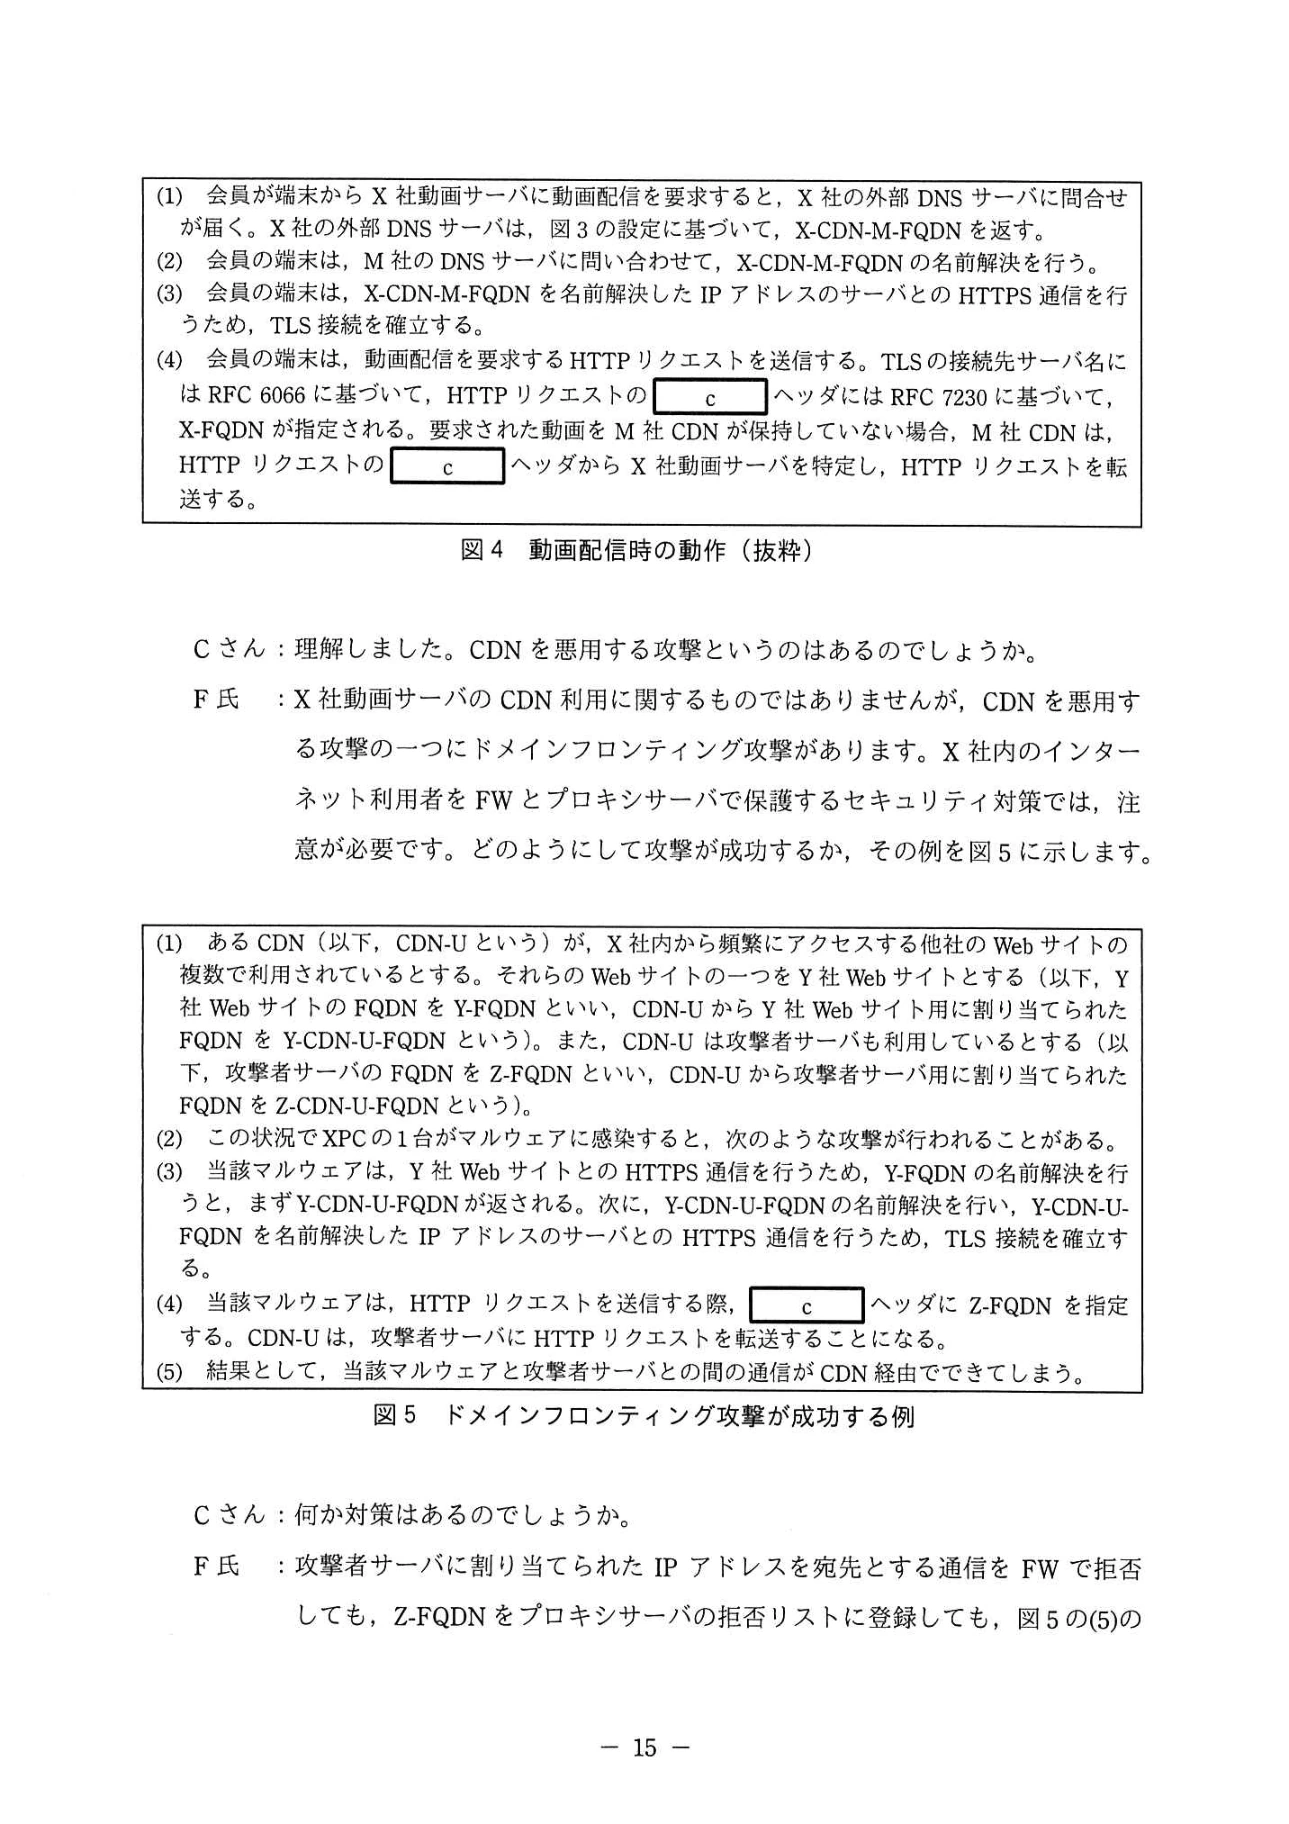 (1) 会員が端末から X 社動画サーバに動画配信を要求すると，X 社の外部 DNS サーバに問合せ
が届く。X 社の外部 DNS サーバは，図 3 の設定に基づいて，X-CDN-M-FQDN を返す。
(2) 会員の端末は，M 社の DNS サーバに問い合わせて，X-CDN-M-FQDN の名前解決を行う。
(3) 会員の端末は，X-CDN-M-FQDN を名前解決した IP アドレスのサーバとの HTTPS 通信を行
うため，TLS 接続を確立する。
(4) 会員の端末は，動画配信を要求する HTTP リクエストを送信する。TLS の接続先サーバ名に
は RFC 6066 に基づいて，HTTP リクエストの c ヘッダには RFC 7230 に基づいて，
X-FQDN が指定される。要求された動画を M 社 CDN が保持していない場合，M 社 CDN は，
HTTP リクエストの c ヘッダから X 社動画サーバを特定し，HTTP リクエストを転
送する。
図 4 動画配信時の動作（抜粋）
C さん：理解しました。CDN を悪用する攻撃というのはあるのでしょうか。
F 氏 ：X 社動画サーバの CDN 利用に関するものではありませんが，CDN を悪用す
る攻撃の一つにドメインフロンティング攻撃があります。X 社内のインター
ネット利用者を FW とプロキシサーバで保護するセキュリティ対策では，注
意が必要です。どのようにして攻撃が成功するか，その例を図 5 に示します。
(1) ある CDN（以下，CDN-U という）が，X 社内から頻繁にアクセスする他社の Web サイトの
複数で利用されているとする。それらの Web サイトの一つを Y 社 Web サイトとする（以下，Y
社 Web サイトの FQDN を Y-FQDN といい，CDN-U から Y 社 Web サイト用に割り当てられた
FQDN を Y-CDN-U-FQDN という）。また，CDN-U は攻撃者サーバも利用しているとする（以
下，攻撃者サーバの FQDN を Z-FQDN といい，CDN-U から攻撃者サーバ用に割り当てられた
FQDN を Z-CDN-U-FQDN という）。
(2) この状況で XPC の 1 台がマルウェアに感染すると，次のような攻撃が行われることがある。
(3) 当該マルウェアは，Y 社 Web サイトとの HTTPS 通信を行うため，Y-FQDN の名前解決を行
うと，まず Y-CDN-U-FQDN が返される。次に，Y-CDN-U-FQDN の名前解決を行い，Y-CDN-U-
FQDN を名前解決した IP アドレスのサーバとの HTTPS 通信を行うため，TLS 接続を確立す
る。
(4) 当該マルウェアは，HTTP リクエストを送信する際， c ヘッダに Z-FQDN を指定
する。CDN-U は，攻撃者サーバに HTTP リクエストを転送することになる。
(5) 結果として，当該マルウェアと攻撃者サーバとの間の通信が CDN 経由でできてしまう。
図 5 ドメインフロンティング攻撃が成功する例
C さん：何か対策はあるのでしょうか。
F 氏 ：攻撃者サーバに割り当てられた IP アドレスを宛先とする通信を FW で拒否
しても，Z-FQDN をプロキシサーバの拒否リストに登録しても，図 5 の(5)の
－ 15 －